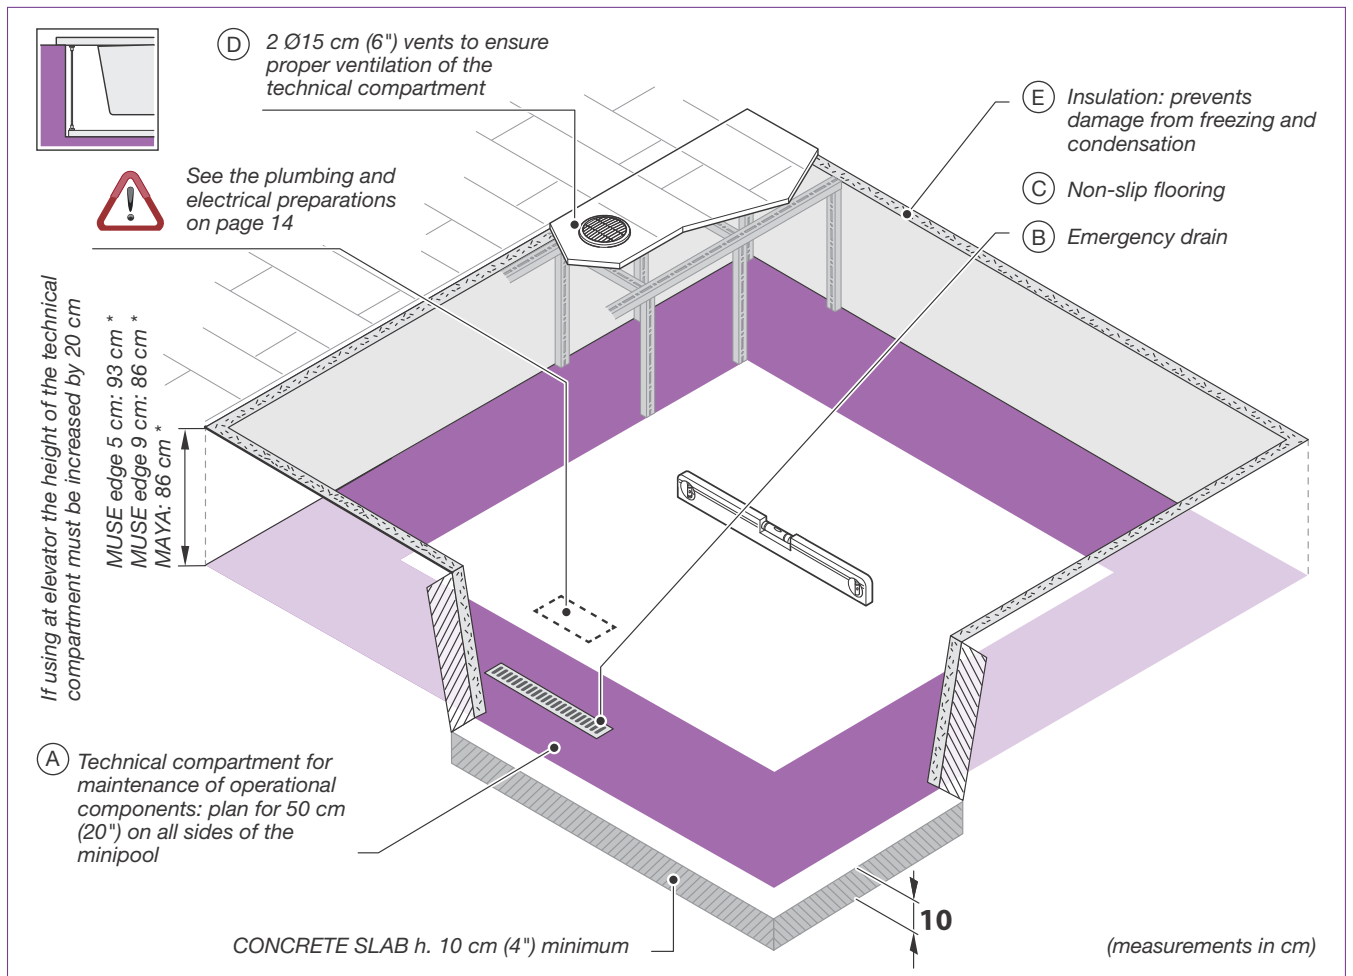 D
2 Ø15 cm (6") vents to ensure
proper ventilation of the
technical compartment
See the plumbing and
electrical preparations
on page 14
E
Insulation: prevents
damage from freezing and
condensation
C
Non-slip flooring
B
Emergency drain
If using at elevator the height of the technical
compartment must be increased by 20 cm
MUSE edge 5 cm: 93 cm *
MUSE edge 9 cm: 86 cm *
MAYA: 86 cm *
A
Technical compartment for
maintenance of operational
components: plan for 50 cm
(20") on all sides of the
minipool
CONCRETE SLAB h. 10 cm (4") minimum
10
(measurements in cm)